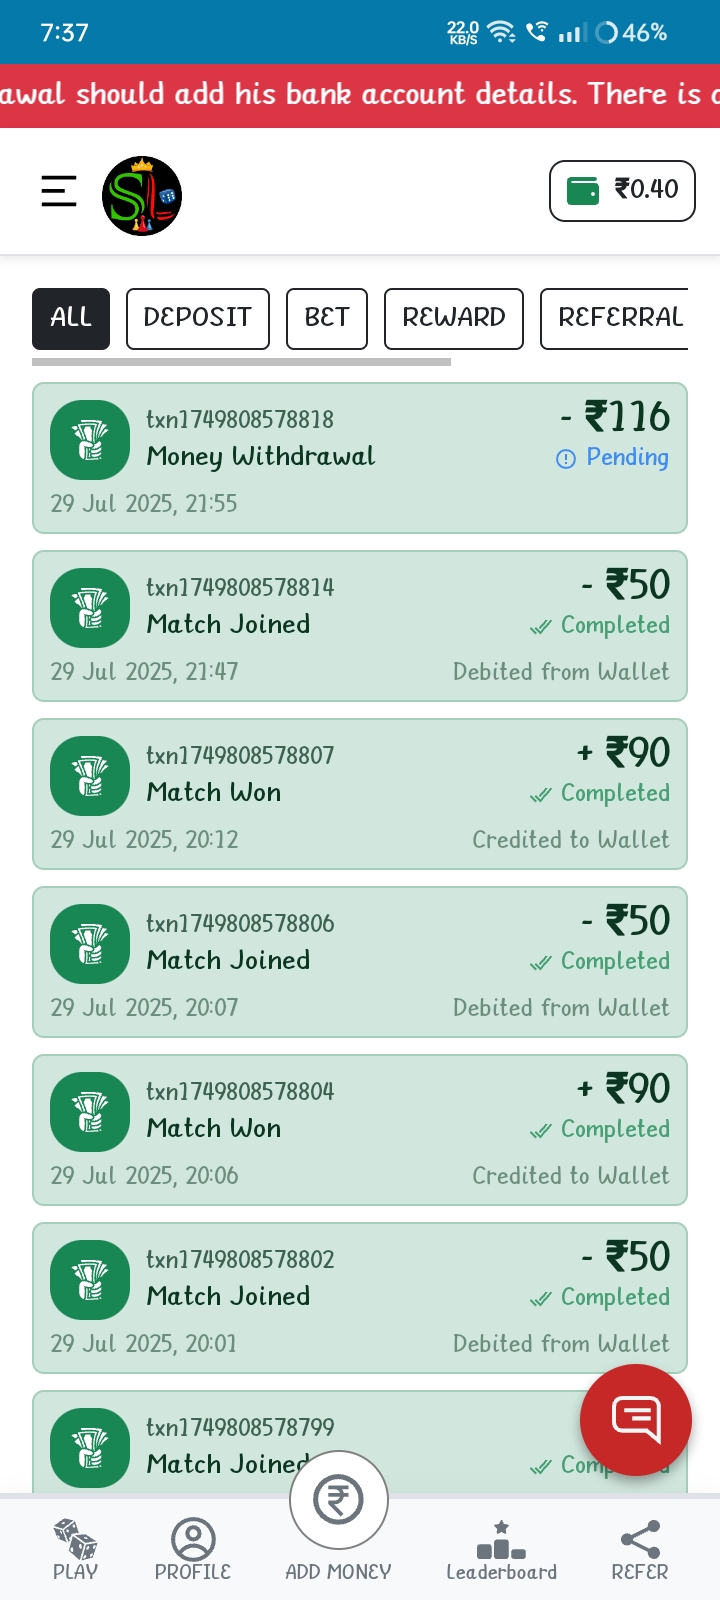 7:37
22.0
KB/S
46%
awal should add his bank account details. There is
SL
₹0.40
ALL
DEPOSIT
BET
REWARD
REFERRAL
txn1749808578818
- ₹116
Money Withdrawal
Pending
29 Jul 2025, 21:55
txn1749808578814
- ₹50
Match Joined
Completed
29 Jul 2025, 21:47
Debited from Wallet
txn1749808578807
+ ₹90
Match Won
Completed
29 Jul 2025, 20:12
Credited to Wallet
txn1749808578806
- ₹50
Match Joined
Completed
29 Jul 2025, 20:07
Debited from Wallet
txn1749808578804
+ ₹90
Match Won
Completed
29 Jul 2025, 20:06
Credited to Wallet
txn1749808578802
- ₹50
Match Joined
Completed
29 Jul 2025, 20:01
Debited from Wallet
txn1749808578799
Match Joined
PLAY
PROFILE
ADD MONEY
Leaderboard
REFER